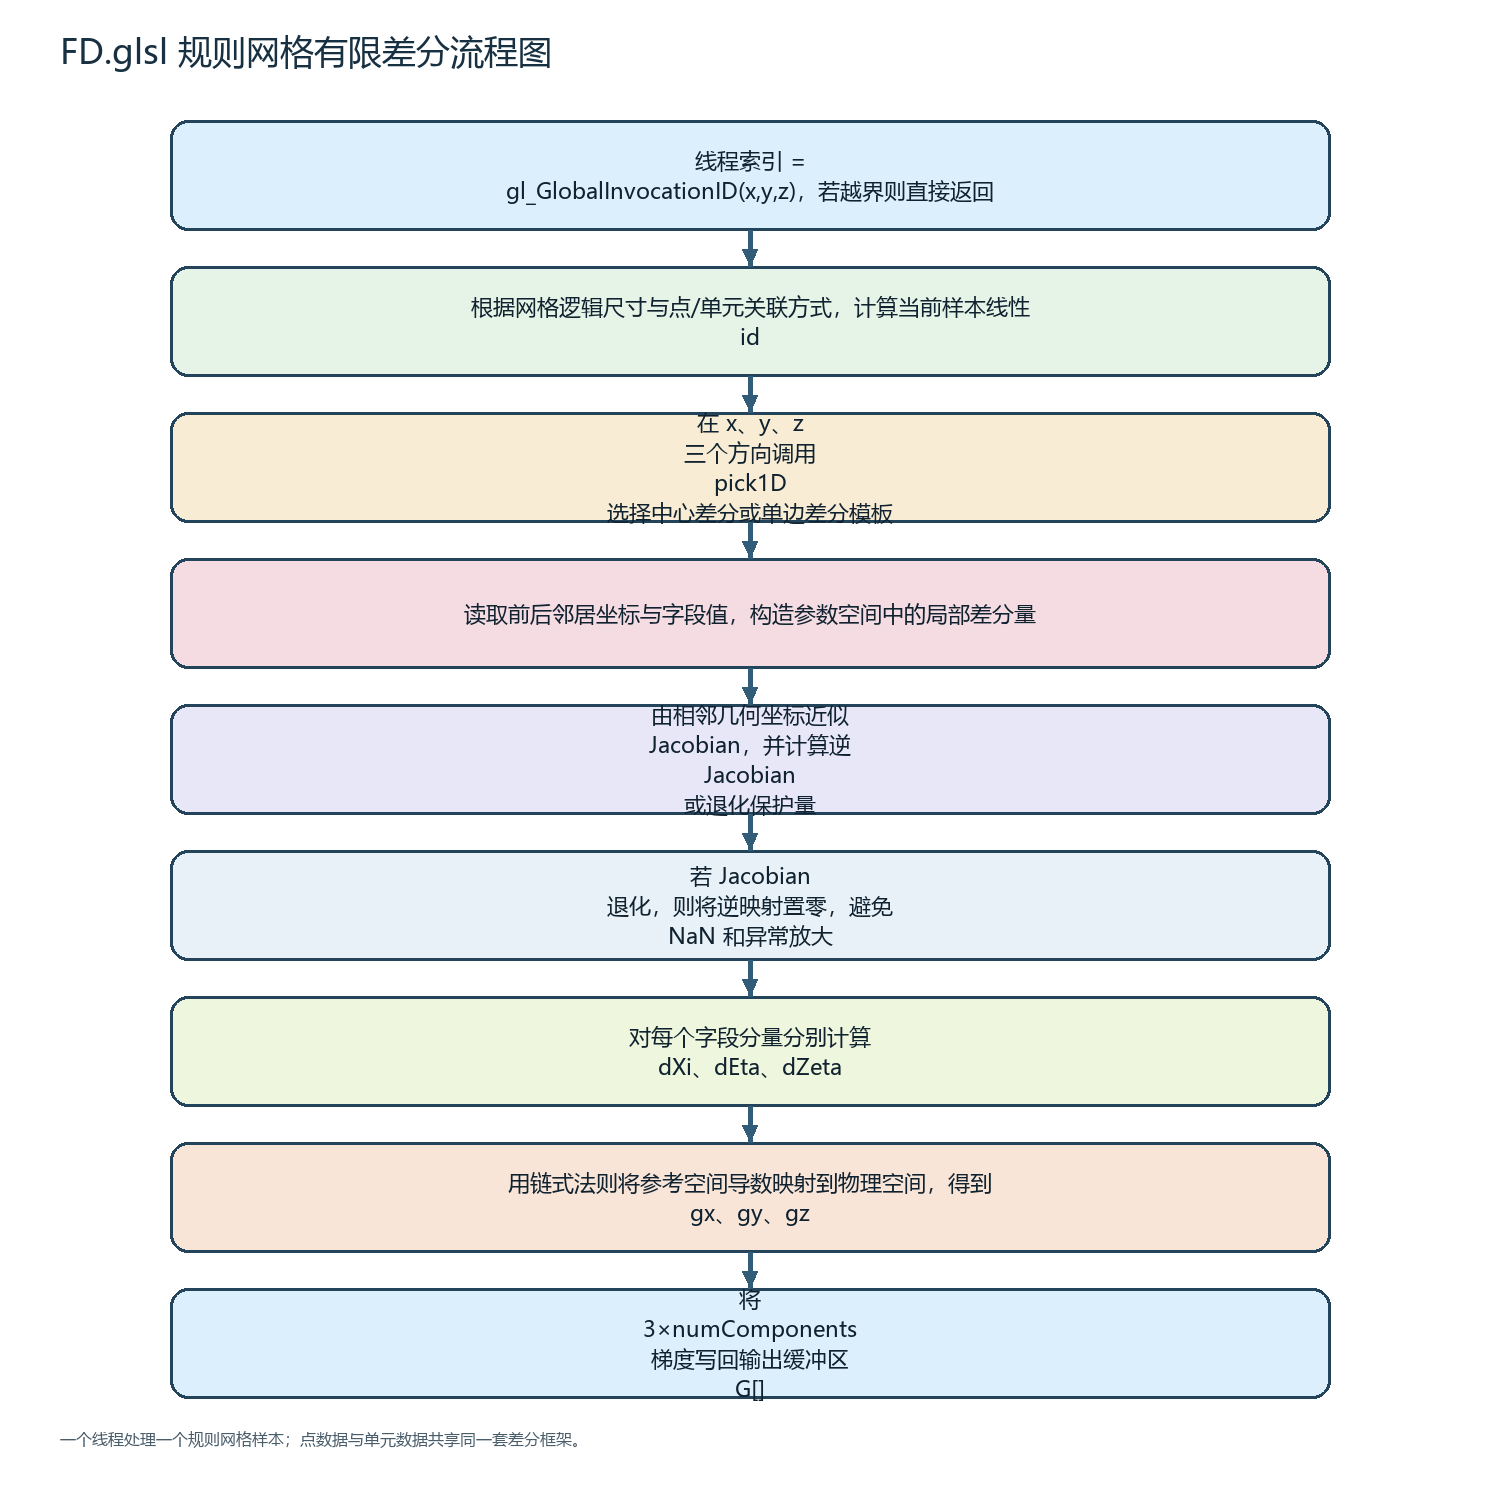 FD.glsl 规则网格有限差分流程图
线程索引 =
gl_GlobalInvocationID(x,y,z)，若越界则直接返回
根据网格逻辑尺寸与点/单元关联方式，计算当前样本线性
id
在 x、y、z
三个方向调用
pick1D
选择中心差分或单边差分模板
读取前后邻居坐标与字段值，构造参数空间中的局部差分量
由相邻几何坐标近似
Jacobian，并计算逆
Jacobian
或退化保护量
若 Jacobian
退化，则将逆映射置零，避免
NaN 和异常放大
对每个字段分量分别计算
dXi、dEta、dZeta
用链式法则将参考空间导数映射到物理空间，得到
gx、gy、gz
将
3×numComponents
梯度写回输出缓冲区
G[]
一个线程处理一个规则网格样本；点数据与单元数据共享同一套差分框架。